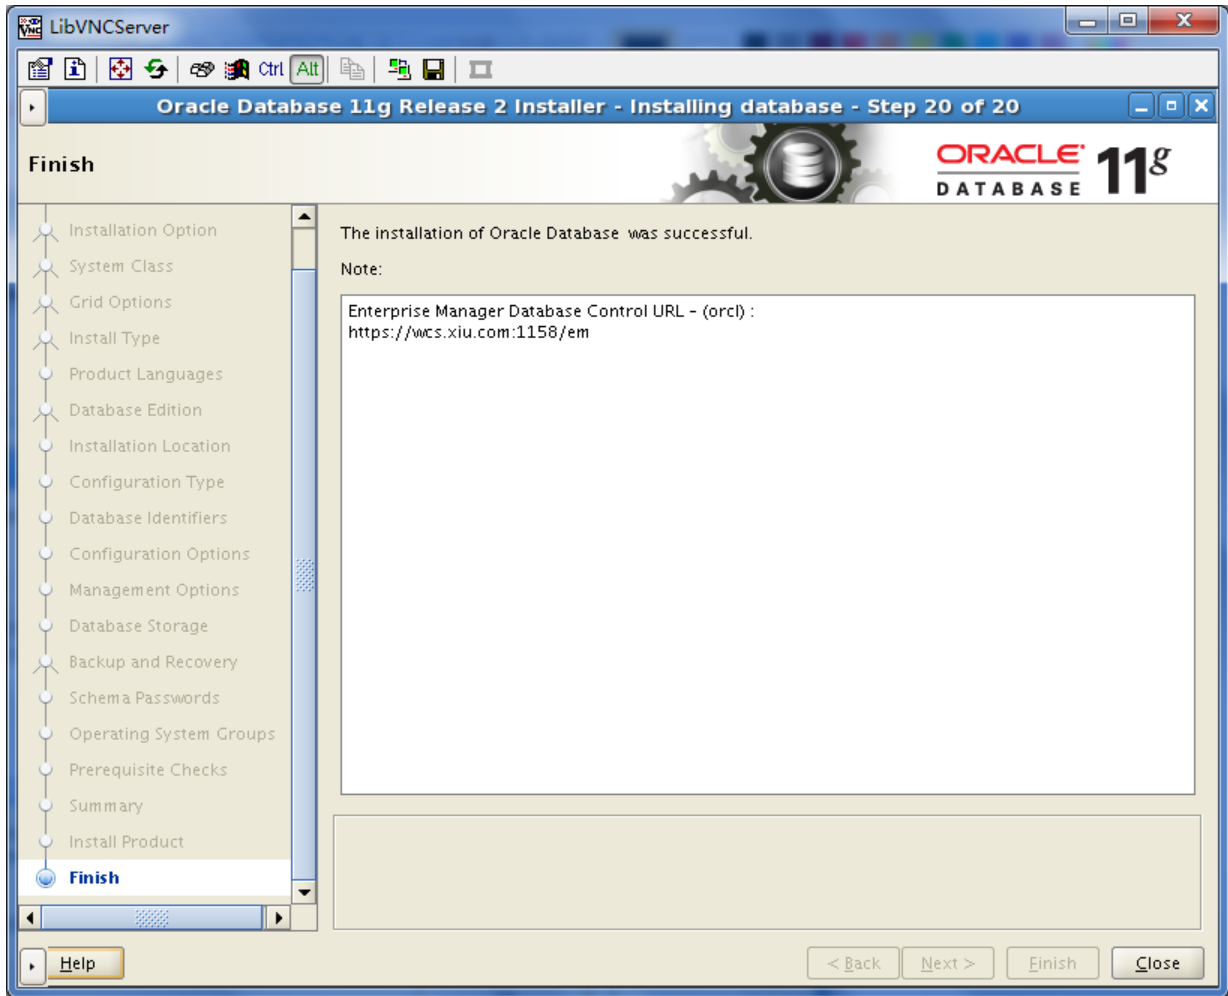 LibVNCServer
Ctrl Alt
Oracle Database 11g Release 2 Installer - Installing database - Step 20 of 20
Finish
ORACLE DATABASE 11g
Installation Option
System Class
Grid Options
Install Type
Product Languages
Database Edition
Installation Location
Configuration Type
Database Identifiers
Configuration Options
Management Options
Database Storage
Backup and Recovery
Schema Passwords
Operating System Groups
Prerequisite Checks
Summary
Install Product
Finish
The installation of Oracle Database was successful.
Note:
Enterprise Manager Database Control URL - (orcl) :
https://wcs.xiu.com:1158/em
Help
< Back
Next >
Finish
Close